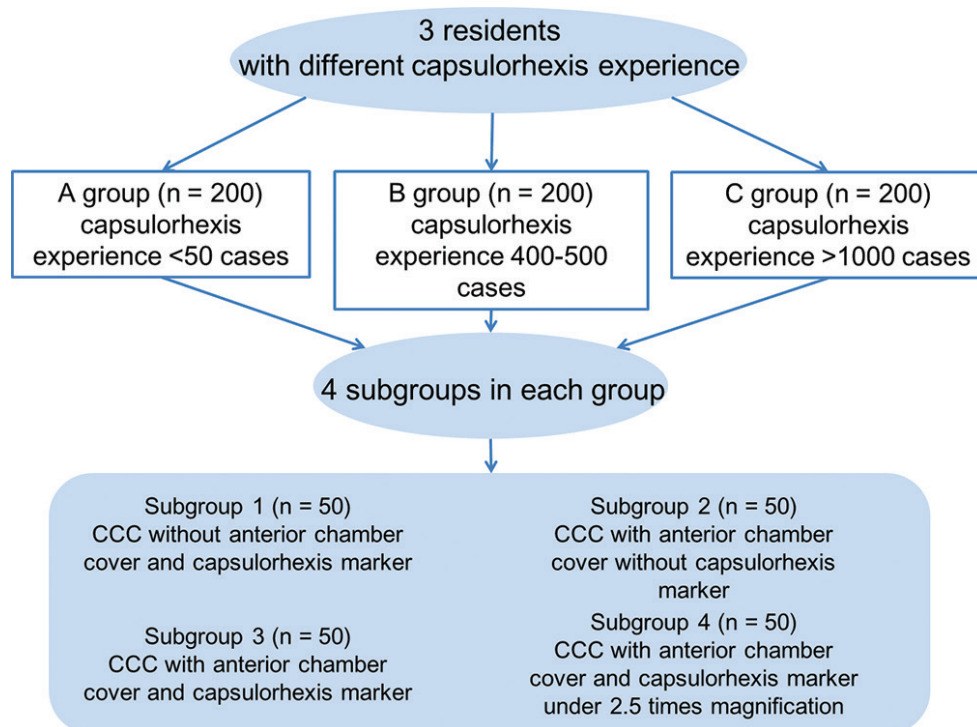 3 residents
with different capsulorhexis experience
A group (n = 200)
capsulorhexis
experience <50 cases
B group (n = 200)
capsulorhexis
experience 400-500
cases
C group (n = 200)
capsulorhexis
experience >1000 cases
4 subgroups in each group
Subgroup 1 (n = 50)
CCC without anterior chamber
cover and capsulorhexis marker
Subgroup 2 (n = 50)
CCC with anterior chamber
cover without capsulorhexis
marker
Subgroup 3 (n = 50)
CCC with anterior chamber
cover and capsulorhexis marker
Subgroup 4 (n = 50)
CCC with anterior chamber
cover and capsulorhexis marker
under 2.5 times magnification